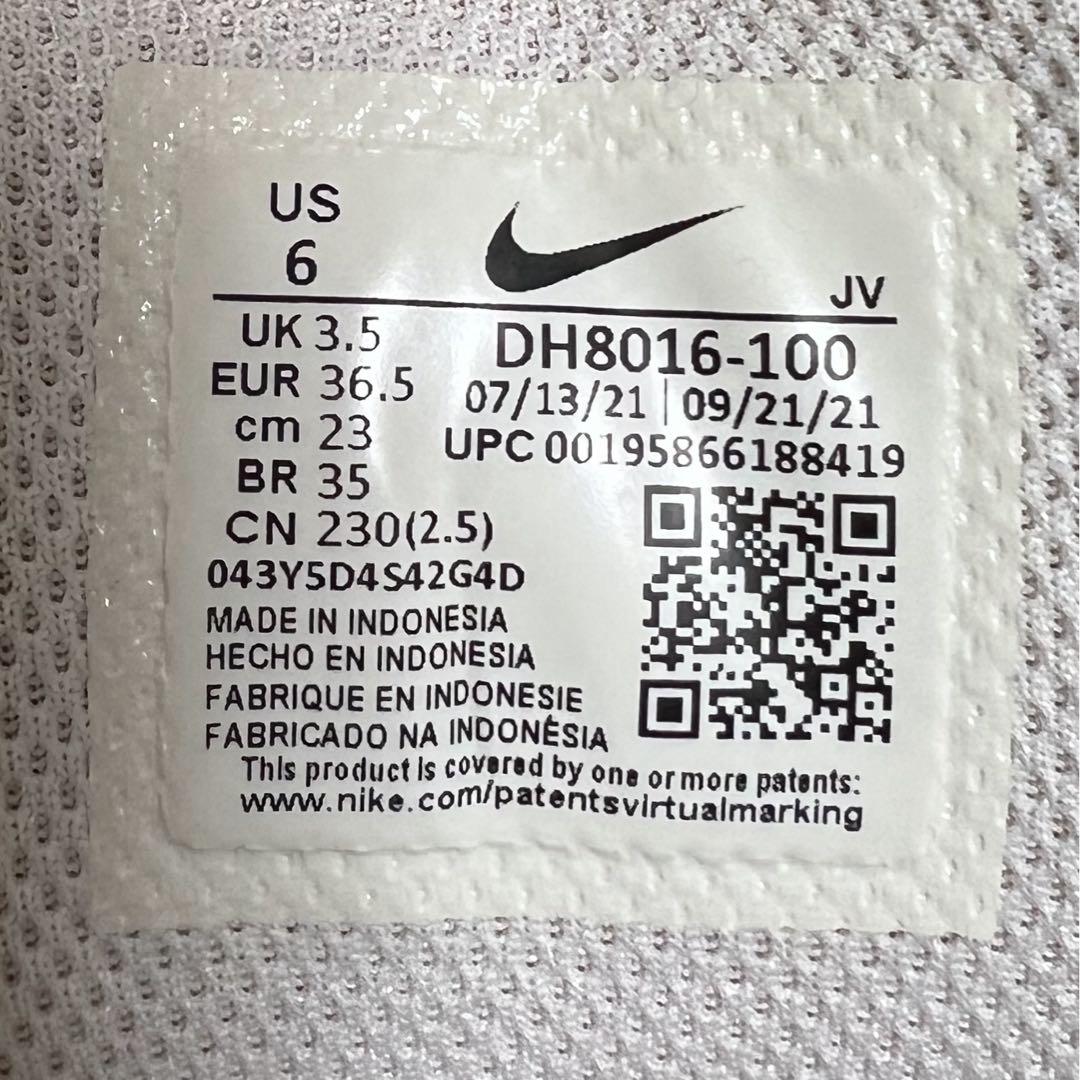 US
6
JV
UK 3.5
EUR 36.5
cm 23
BR 35
CN 230(2.5)
DH8016-100
07/13/21 | 09/21/21
UPC 00195866188419
043Y5D4S42G4D
MADE IN INDONESIA
HECHO EN INDONESIA
FABRIQUE EN INDONESIE
FABRICADO NA INDONÉSIA
This product is covered by one or more patents:
www.nike.com/patentsvirtualmarking